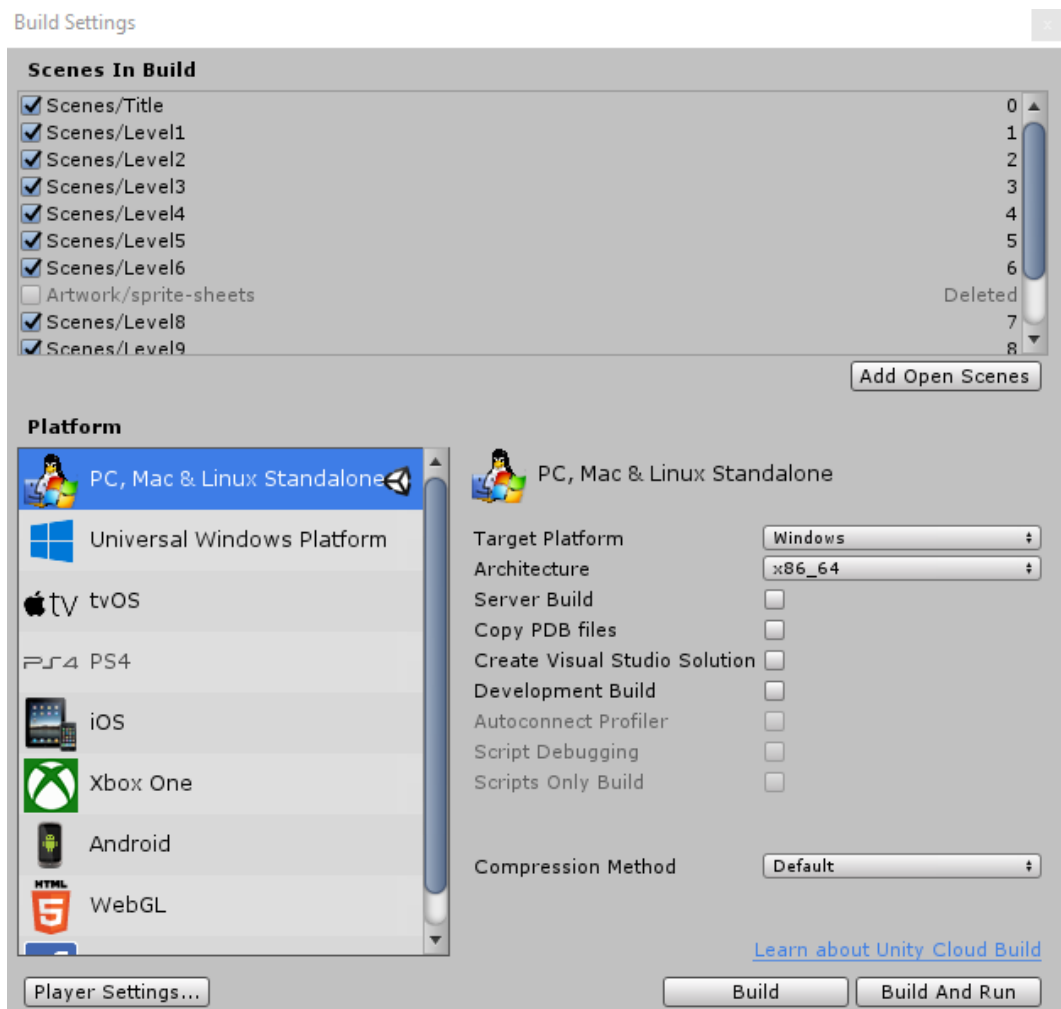 Build Settings
x
Scenes In Build
Scenes/Title 0
Scenes/Level1 1
Scenes/Level2 2
Scenes/Level3 3
Scenes/Level4 4
Scenes/Level5 5
Scenes/Level6 6
Artwork/sprite-sheets Deleted
Scenes/Level8 7
Scenes/Level9 8
Add Open Scenes
Platform
PC, Mac & Linux Standalone
Universal Windows Platform
tv tvOS
PS4 PS4
iOS
Xbox One
Android
HTML 5 WebGL
PC, Mac & Linux Standalone
Target Platform Windows
Architecture x86_64
Server Build
Copy PDB files
Create Visual Studio Solution
Development Build
Autoconnect Profiler
Script Debugging
Scripts Only Build
Compression Method Default
Learn about Unity Cloud Build
Player Settings... Build Build And Run